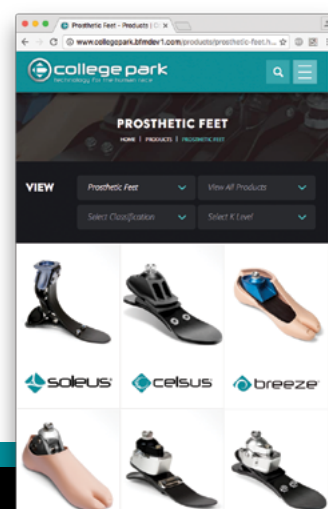 Prosthetic Feet - Products | C
www.collegepark.bfmdev1.com/products/prosthetic-feet.h...
college park
technology for the human race
PROSTHETIC FEET
HOME | PRODUCTS | PROSTHETIC FEET
VIEW
Prosthetic Feet
View All Products
Select Classification
Select K Level
soleus
celsus
breeze